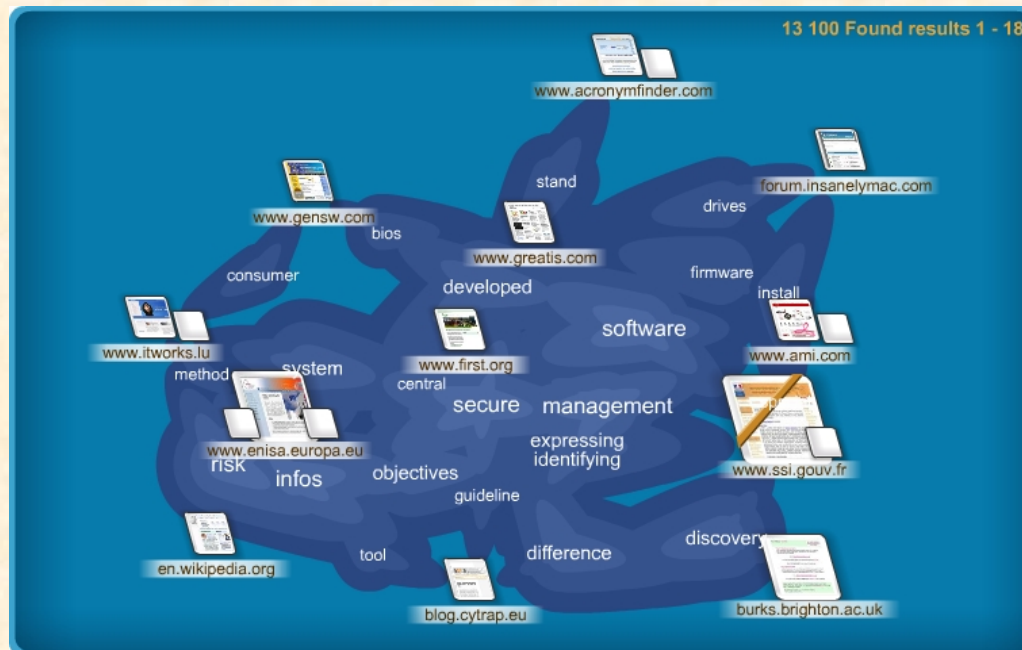 13 100 Found results 1 - 18
www.acronymfinder.com
forum.insanelymac.com
stand
drives
www.gensw.com
bios
www.greatis.com
consumer
firmware
developed
install
software
www.itworks.lu
www.first.org
www.ami.com
method
system
central
secure
management
www.enisa.europa.eu
expressing
identifying
risk
infos
objectives
www.ssi.gouv.fr
guideline
discovery
tool
difference
en.wikipedia.org
blog.cytrap.eu
burks.brighton.ac.uk